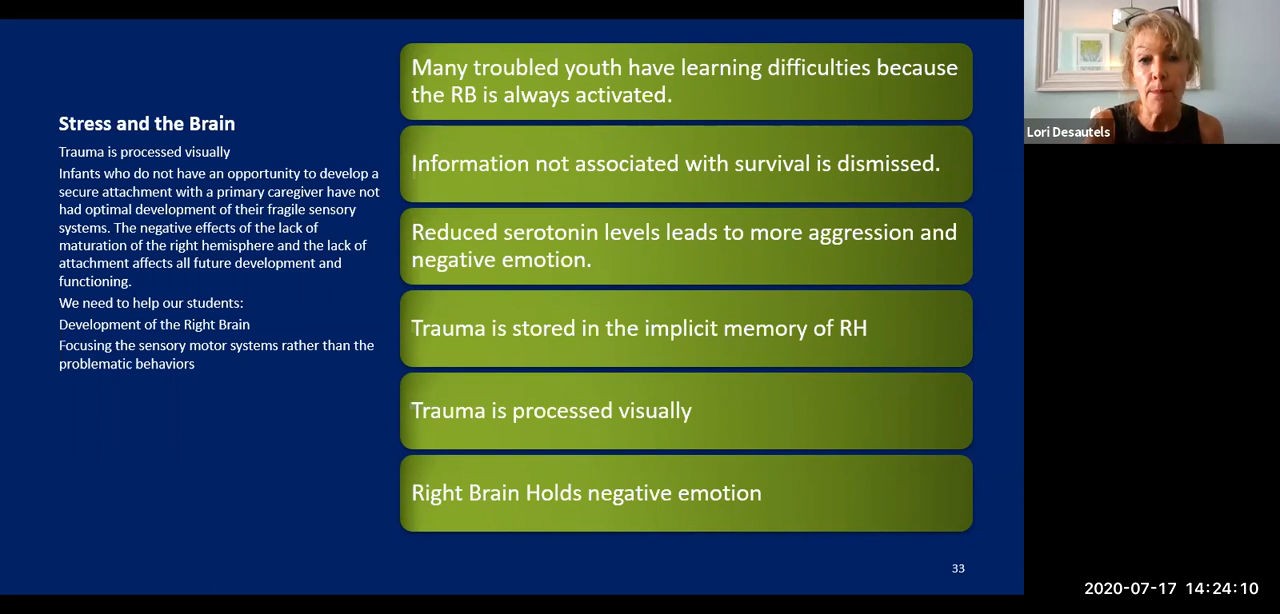 Stress and the Brain
Trauma is processed visually
Infants who do not have an opportunity to develop a
secure attachment with a primary caregiver have not
had optimal development of their fragile sensory
systems. The negative effects of the lack of
maturation of the right hemisphere and the lack of
attachment affects all future development and
functioning.
We need to help our students:
Development of the Right Brain
Focusing the sensory motor systems rather than the
problematic behaviors
Many troubled youth have learning difficulties because
the RB is always activated.
Information not associated with survival is dismissed.
Reduced serotonin levels leads to more aggression and
negative emotion.
Trauma is stored in the implicit memory of RH
Trauma is processed visually
Right Brain Holds negative emotion
33
Lori Desautels
2020-07-17 14:24:10